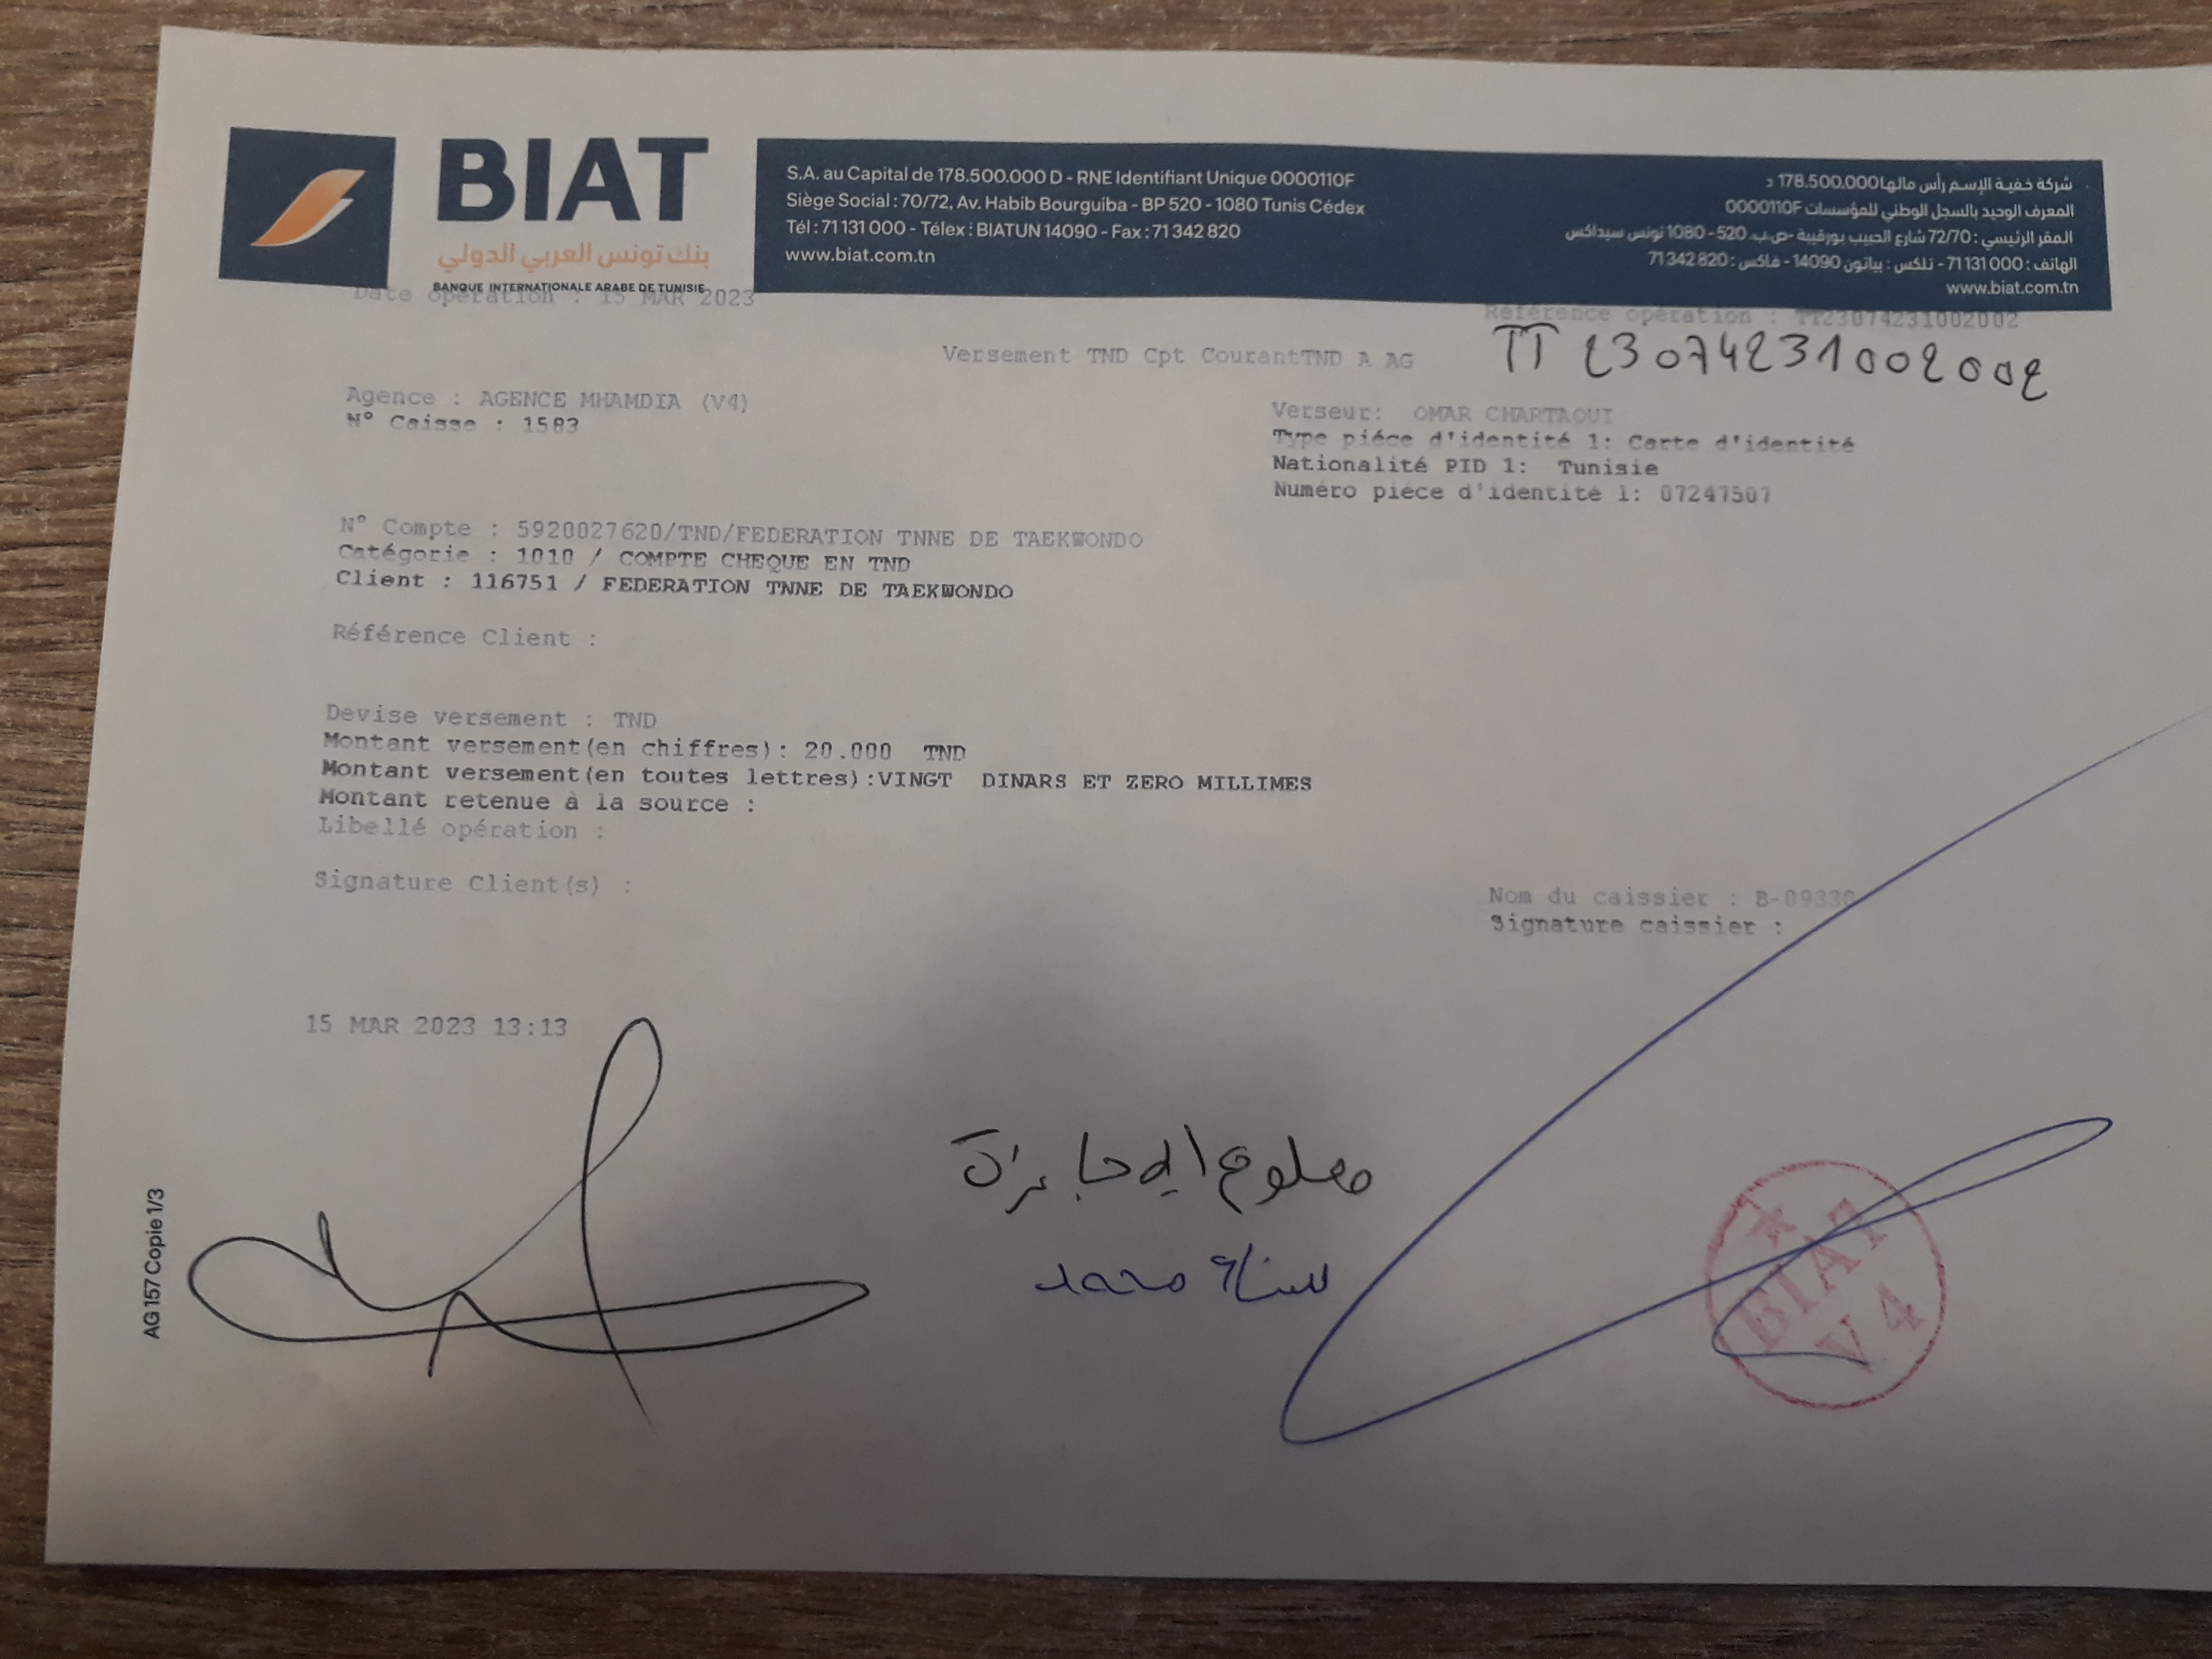 BIAT
بنك تونس العربي الدولي
BANQUE INTERNATIONALE ARABE DE TUNISIE
S.A. au Capital de 178.500.000 D - RNE Identifiant Unique 0000110F
Siège Social : 70/72, Av. Habib Bourguiba - BP 520 - 1080 Tunis Cédex
Tél : 71 131 000 - Télex : BIATUN 14090 - Fax : 71 342 820
www.biat.com.tn
شركة خفية الإسم رأس مالها 178.500.000 د
المعرف الوحيد بالسجل الوطني للمؤسسات 0000110F
المقر الرئيسي : 72/70 شارع الحبيب بورقيبة -ص.ب. 520 - 1080 تونس سيداكس
الهاتف : 71 131 000 - تلكس : بياتون 14090 - فاكس : 71 342 820
www.biat.com.tn
Date opération : 15 MAR 2023
Référence opération : TT23074231002002
TT 23074231002002
Versement TND Cpt CourantTND A AG
Agence : AGENCE MHAMDIA (V4)
N° Caisse : 1583
Verseur: OMAR CHARTAOUI
Type piéce d'identité 1: Carte d'identité
Nationalité PID 1: Tunisie
Numéro piéce d'identité 1: 07247507
N° Compte : 5920027620/TND/FEDERATION TNNE DE TAEKWONDO
Catégorie : 1010 / COMPTE CHEQUE EN TND
Client : 116751 / FEDERATION TNNE DE TAEKWONDO
Référence Client :
Devise versement : TND
Montant versement(en chiffres): 20.000 TND
Montant versement(en toutes lettres):VINGT DINARS ET ZERO MILLIMES
Montant retenue à la source :
Libellé opération :
Signature Client(s) :
Nom du caissier : B-09330
Signature caissier :
15 MAR 2023 13:13
معلوم إجازة
محمد
BIAT
V4
AG 157 Copie 1/3